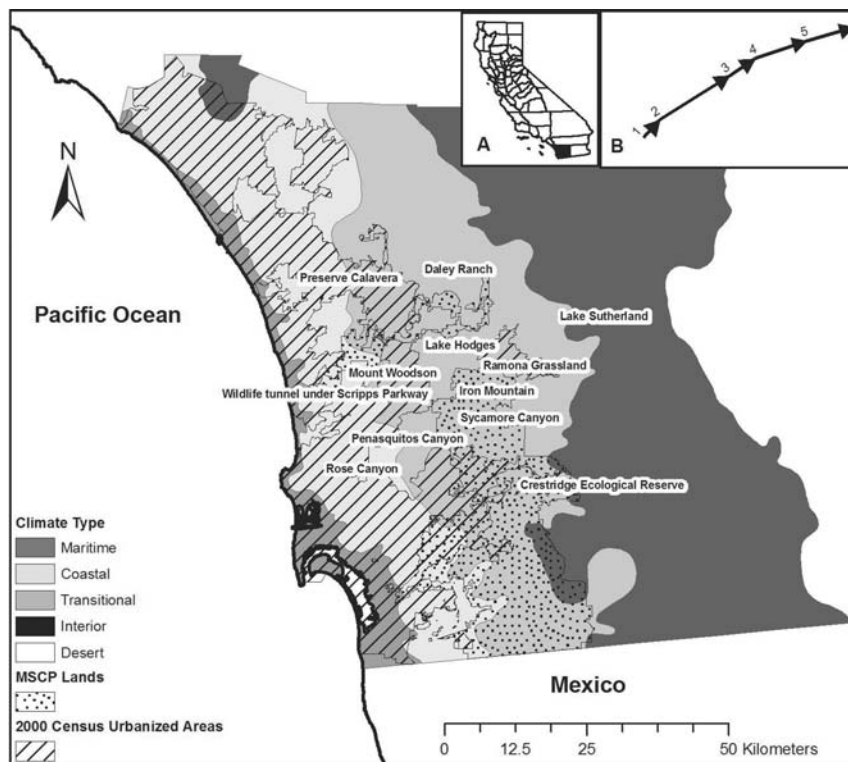 A
B
1
2
3
4
5
N
Pacific Ocean
Preserve Calavera
Daley Ranch
Lake Sutherland
Lake Hodges
Ramona Grassland
Mount Woodson
Wildlife tunnel under Scripps Parkway
Iron Mountain
Sycamore Canyon
Penasquitos Canyon
Rose Canyon
Crestridge Ecological Reserve
Climate Type
Maritime
Coastal
Transitional
Interior
Desert
MSCP Lands
2000 Census Urbanized Areas
Mexico
0 12.5 25 50 Kilometers